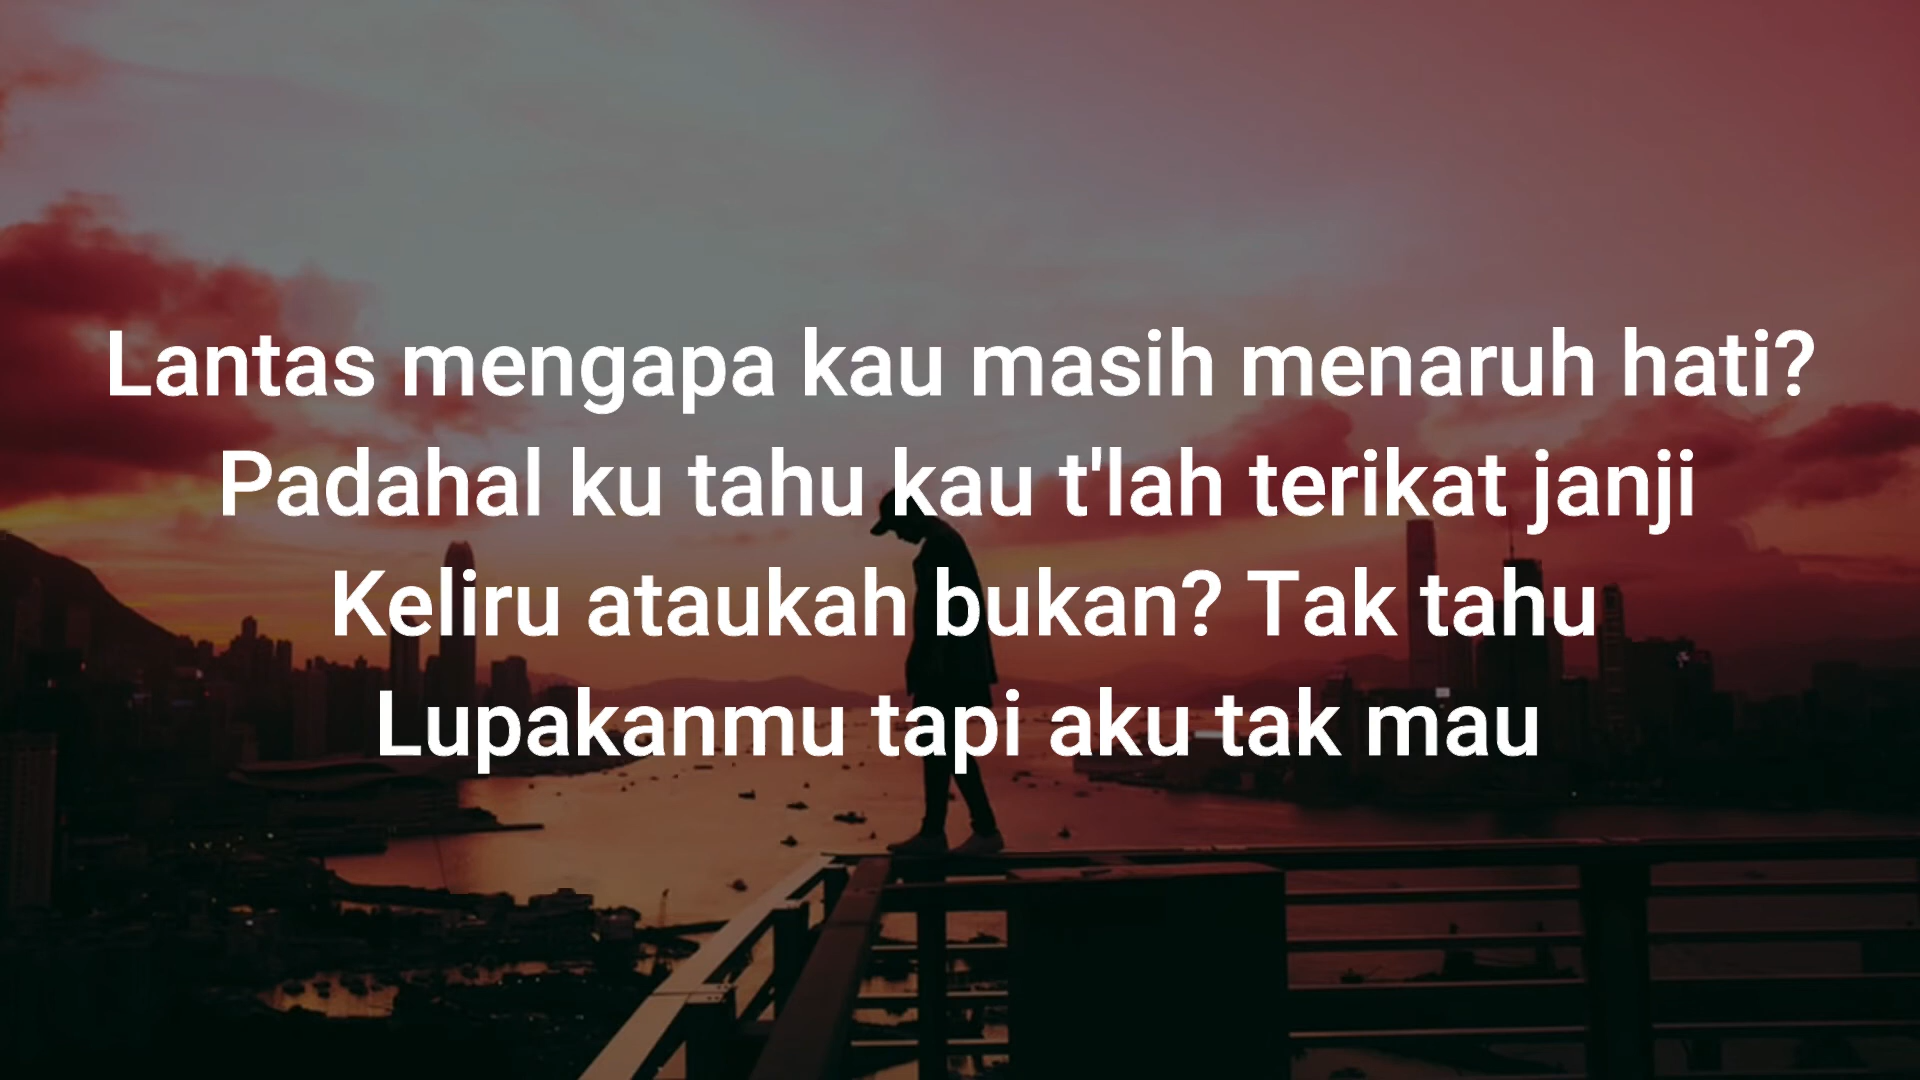 Lantas mengapa kau masih menaruh hati?
Padahal ku tahu kau t'lah terikat janji
Keliru ataukah bukan? Tak tahu
Lupakanmu tapi aku tak mau